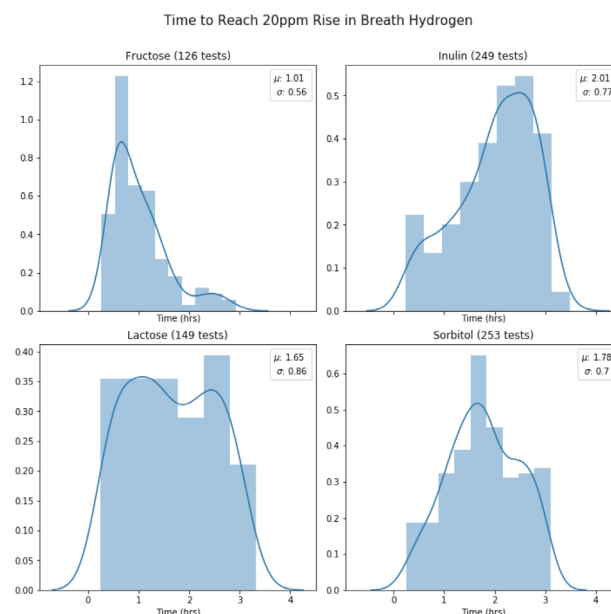 Time to Reach 20ppm Rise in Breath Hydrogen
Fructose (126 tests)
μ: 1.01
σ: 0.56
1.2
1.0
0.8
0.6
0.4
0.2
0.0
Time (hrs)
Inulin (249 tests)
μ: 2.01
σ: 0.77
0.5
0.4
0.3
0.2
0.1
0.0
Time (hrs)
Lactose (149 tests)
μ: 1.65
σ: 0.86
0.40
0.35
0.30
0.25
0.20
0.15
0.10
0.05
0.00
0 1 2 3 4
Time (hrs)
Sorbitol (253 tests)
μ: 1.78
σ: 0.7
0.6
0.5
0.4
0.3
0.2
0.1
0.0
0 1 2 3 4
Time (hrs)